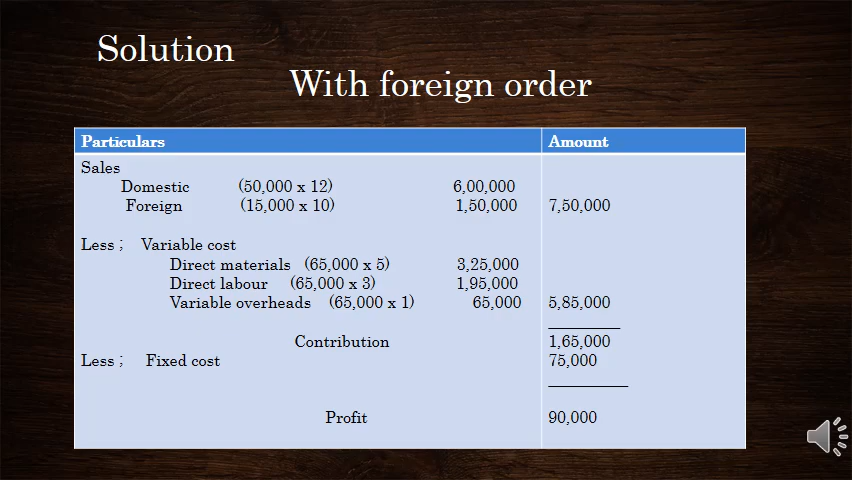 Solution
With foreign order
Particulars Amount
Sales
Domestic (50,000 x 12) 6,00,000
Foreign (15,000 x 10) 1,50,000 7,50,000
Less ; Variable cost
Direct materials (65,000 x 5) 3,25,000
Direct labour (65,000 x 3) 1,95,000
Variable overheads (65,000 x 1) 65,000 5,85,000
Contribution 1,65,000
Less ; Fixed cost 75,000
Profit 90,000